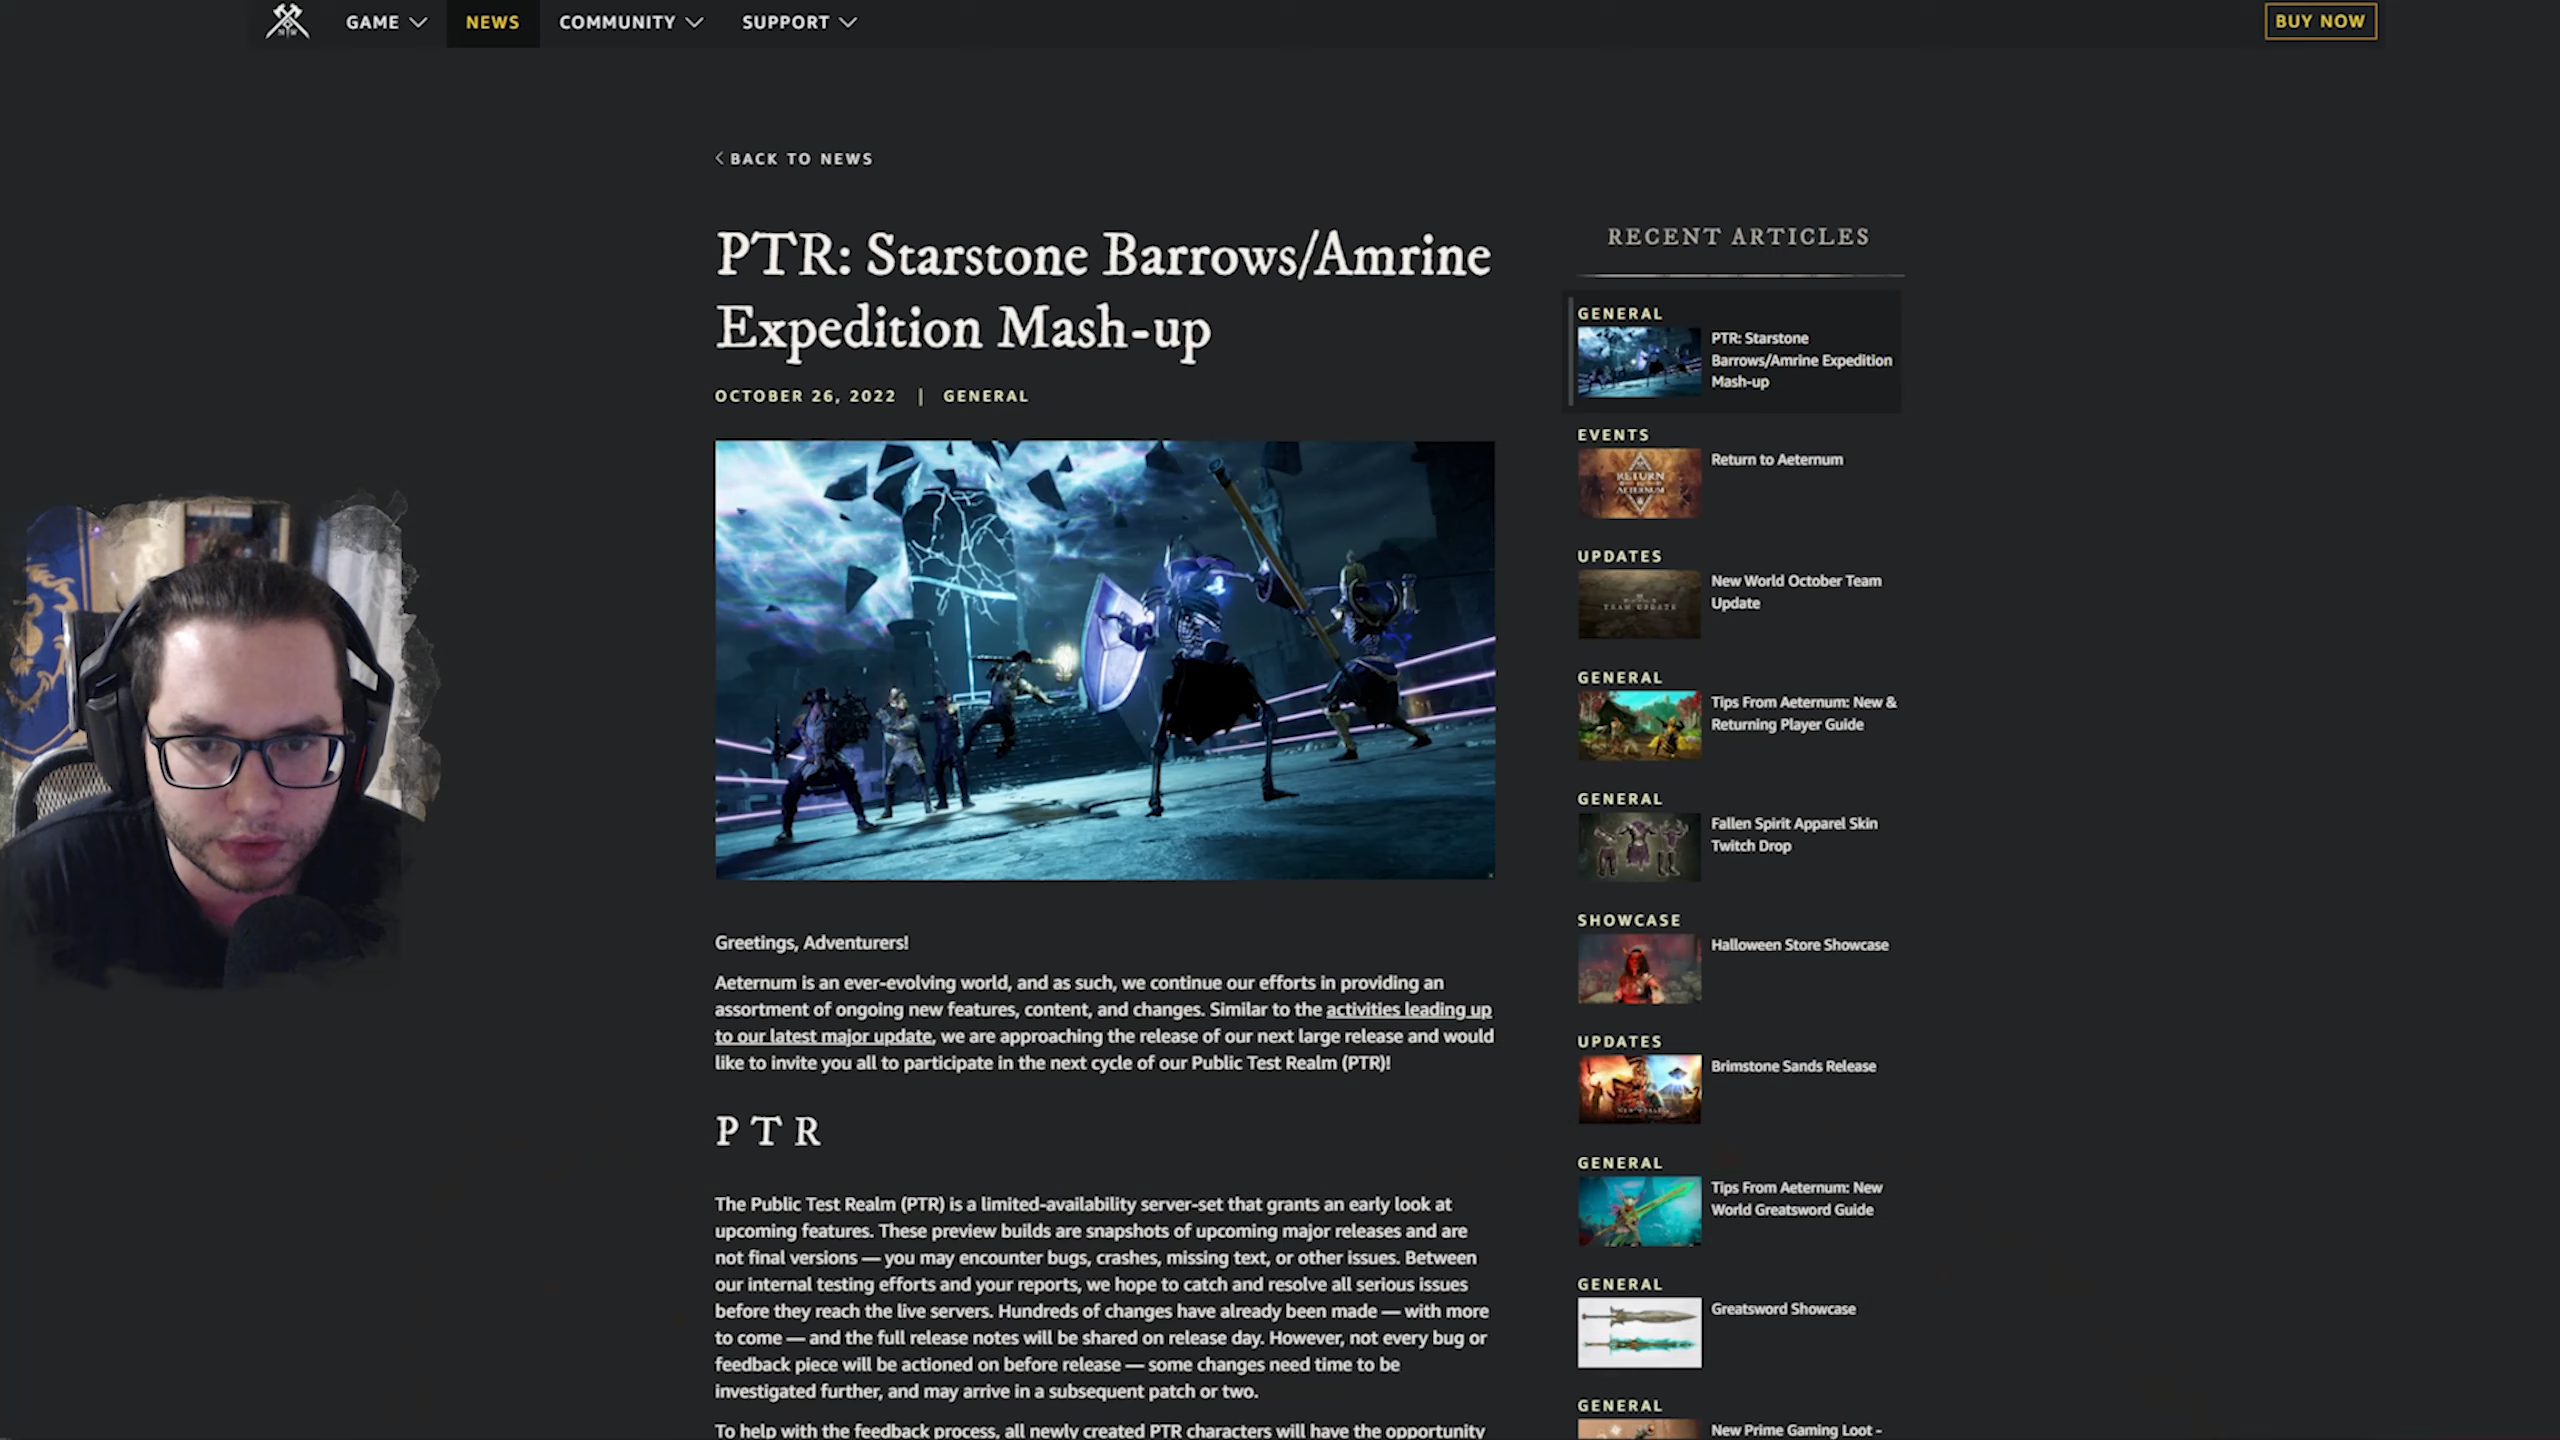 GAME
NEWS
COMMUNITY
SUPPORT
BUY NOW
BACK TO NEWS
PTR: Starstone Barrows/Amrine
Expedition Mash-up
OCTOBER 26, 2022 | GENERAL
Greetings, Adventurers!
Aeternum is an ever-evolving world, and as such, we continue our efforts in providing an
assortment of ongoing new features, content, and changes. Similar to the activities leading up
to our latest major update, we are approaching the release of our next large release and would
like to invite you all to participate in the next cycle of our Public Test Realm (PTR)!
PTR
The Public Test Realm (PTR) is a limited-availability server-set that grants an early look at
upcoming features. These preview builds are snapshots of upcoming major releases and are
not final versions — you may encounter bugs, crashes, missing text, or other issues. Between
our internal testing efforts and your reports, we hope to catch and resolve all serious issues
before they reach the live servers. Hundreds of changes have already been made — with more
to come — and the full release notes will be shared on release day. However, not every bug or
feedback piece will be actioned on before release — some changes need time to be
investigated further, and may arrive in a subsequent patch or two.
To help with the feedback process, all newly created PTR characters will have the opportunity
RECENT ARTICLES
GENERAL
PTR: Starstone
Barrows/Amrine Expedition
Mash-up
EVENTS
RETURN
TO
AETERNUM
Return to Aeternum
UPDATES
TEAM UPDATE
New World October Team
Update
GENERAL
Tips From Aeternum: New &
Returning Player Guide
GENERAL
Fallen Spirit Apparel Skin
Twitch Drop
SHOWCASE
Halloween Store Showcase
UPDATES
NEW WORLD
Brimstone Sands Release
GENERAL
Tips From Aeternum: New
World Greatsword Guide
GENERAL
Greatsword Showcase
GENERAL
New Prime Gaming Loot -